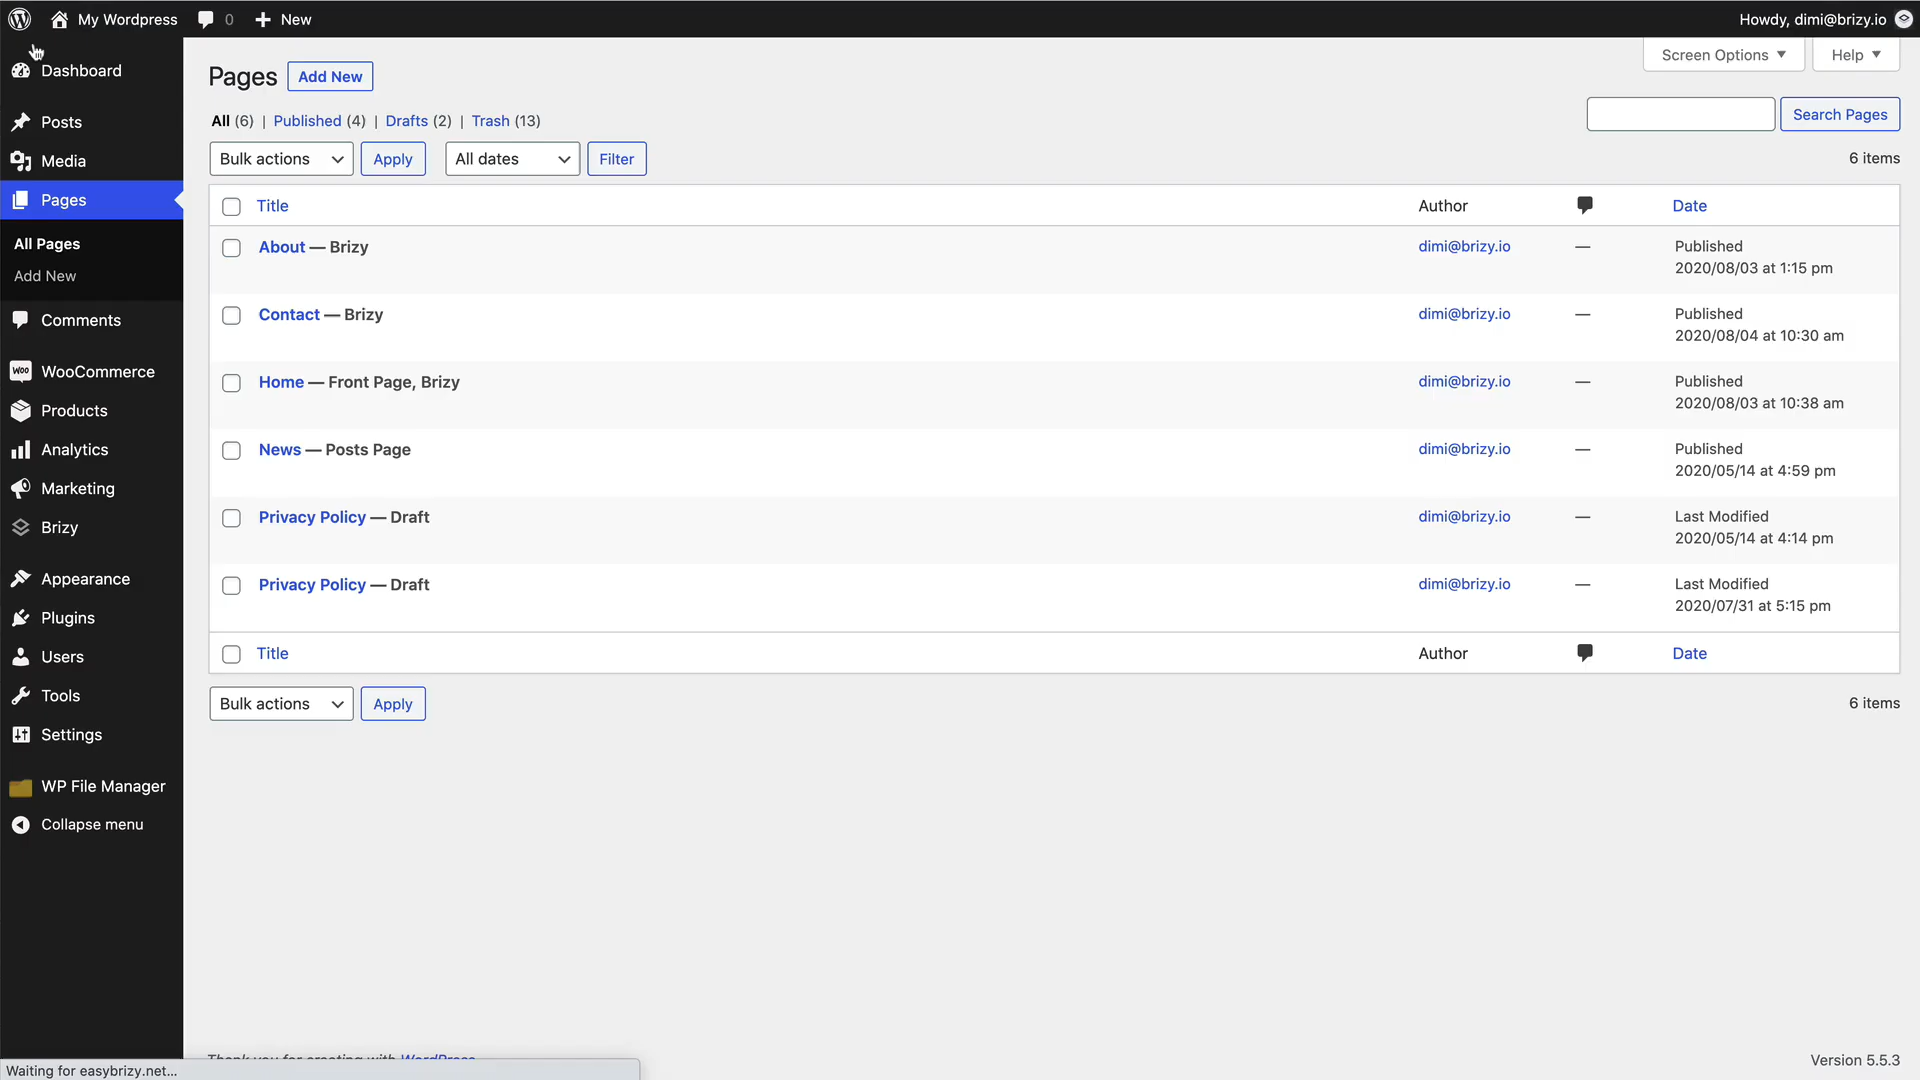 My Wordpress 0 New Howdy, dimi@brizy.io
Dashboard
Posts
Media
Pages
All Pages
Add New
Comments
WooCommerce
Products
Analytics
Marketing
Brizy
Appearance
Plugins
Users
Tools
Settings
WP File Manager
Collapse menu
Screen Options Help
Pages Add New
All (6) | Published (4) | Drafts (2) | Trash (13)
Search Pages
Bulk actions Apply All dates Filter 6 items
Title Author Date
About — Brizy dimi@brizy.io — Published
2020/08/03 at 1:15 pm
Contact — Brizy dimi@brizy.io — Published
2020/08/04 at 10:30 am
Home — Front Page, Brizy dimi@brizy.io — Published
2020/08/03 at 10:38 am
News — Posts Page dimi@brizy.io — Published
2020/05/14 at 4:59 pm
Privacy Policy — Draft dimi@brizy.io — Last Modified
2020/05/14 at 4:14 pm
Privacy Policy — Draft dimi@brizy.io — Last Modified
2020/07/31 at 5:15 pm
Title Author Date
Bulk actions Apply 6 items
Thank you for creating with WordPress
Version 5.5.3
Waiting for easybrizy.net...